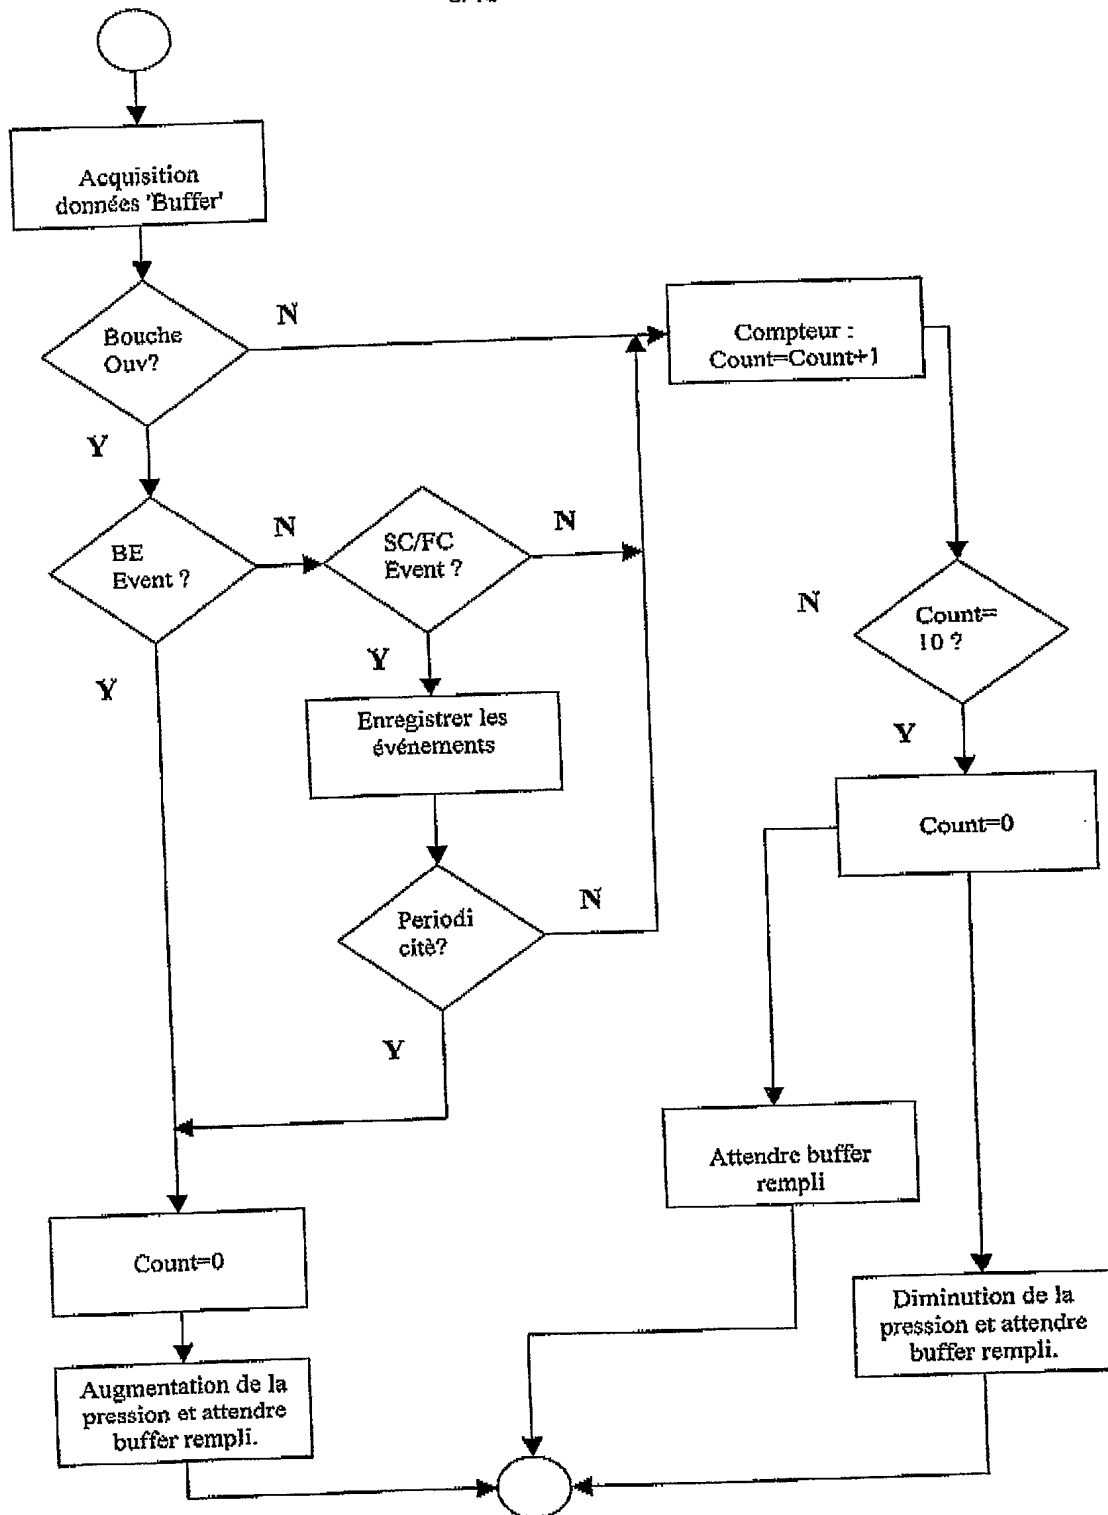 Acquisition
données 'Buffer'
Bouche
Ouv?
N
Compteur :
Count=Count+1
Y
BE
Event ?
N
SC/FC
Event ?
N
N
Count=
10 ?
Y
Y
Enregistrer les
événements
Y
Count=0
Periodi
citè?
N
Y
Attendre buffer
rempli
Count=0
Diminution de la
pression et attendre
buffer rempli.
Augmentation de la
pression et attendre
buffer rempli.